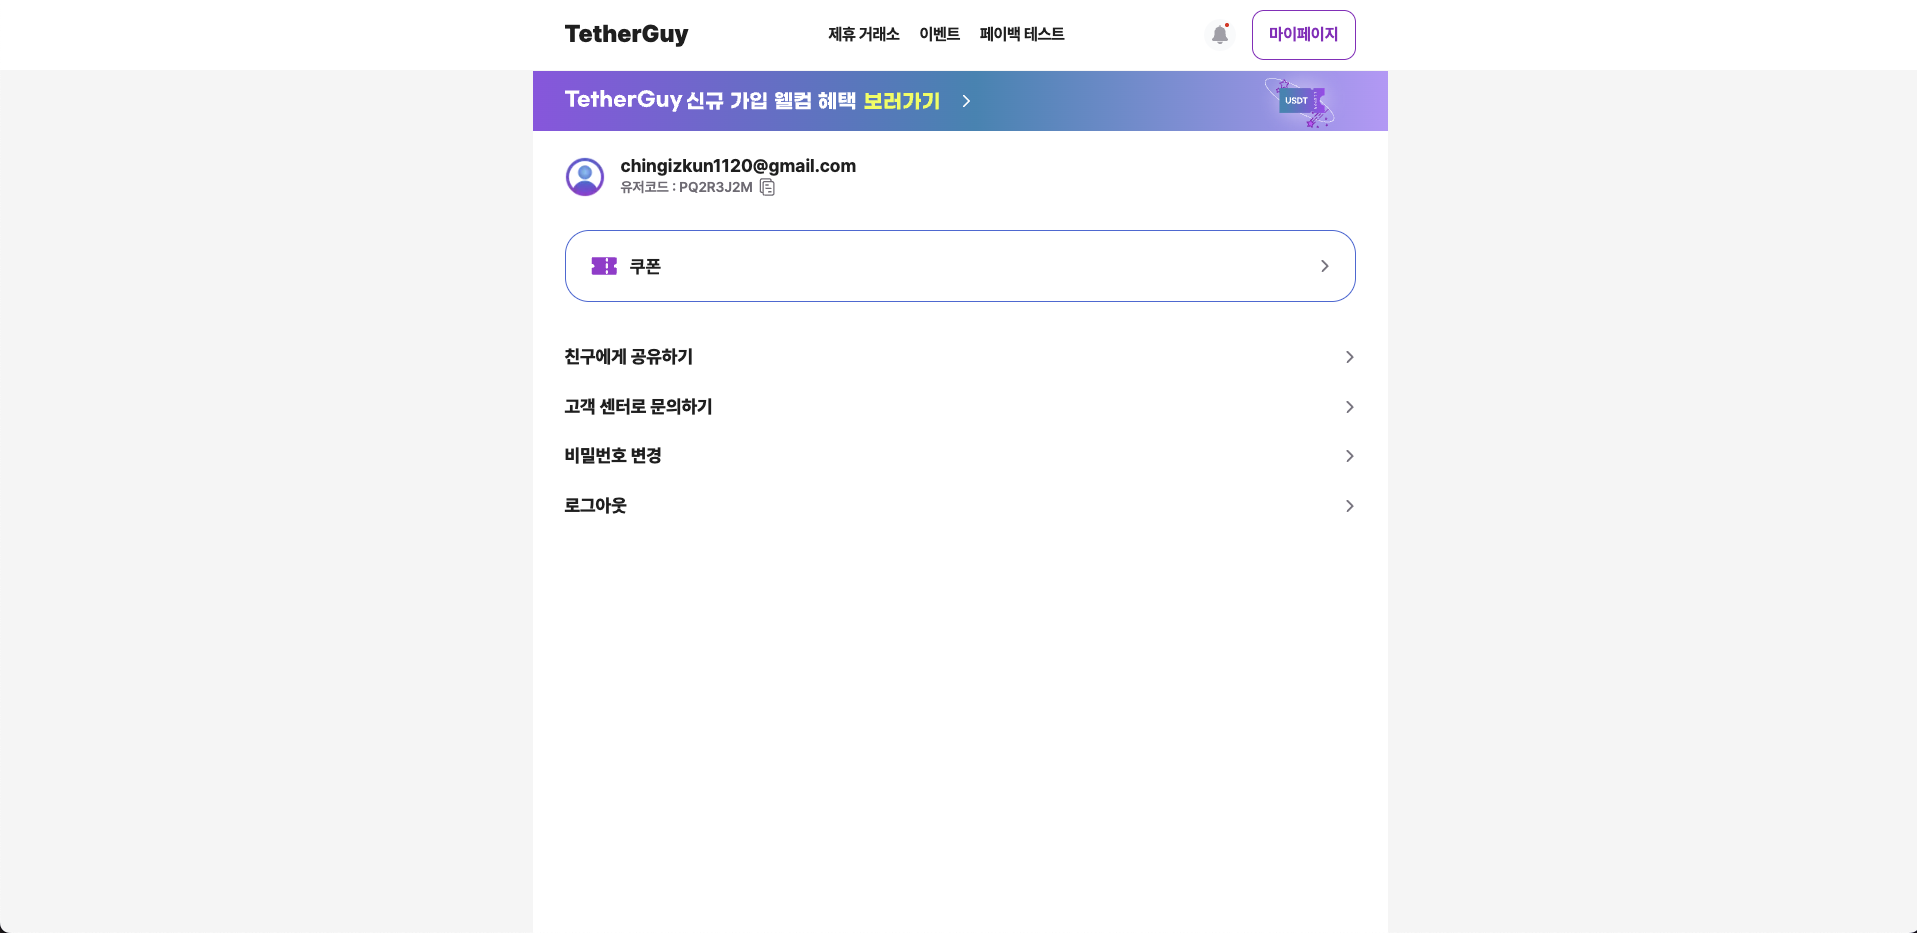 TetherGuy
제휴 거래소 이벤트 페이백 테스트
마이페이지
TetherGuy 신규 가입 웰컴 혜택 보러가기
USDT
chingizkun1120@gmail.com
유저코드 : PQ2R3J2M
쿠폰
친구에게 공유하기
고객 센터로 문의하기
비밀번호 변경
로그아웃